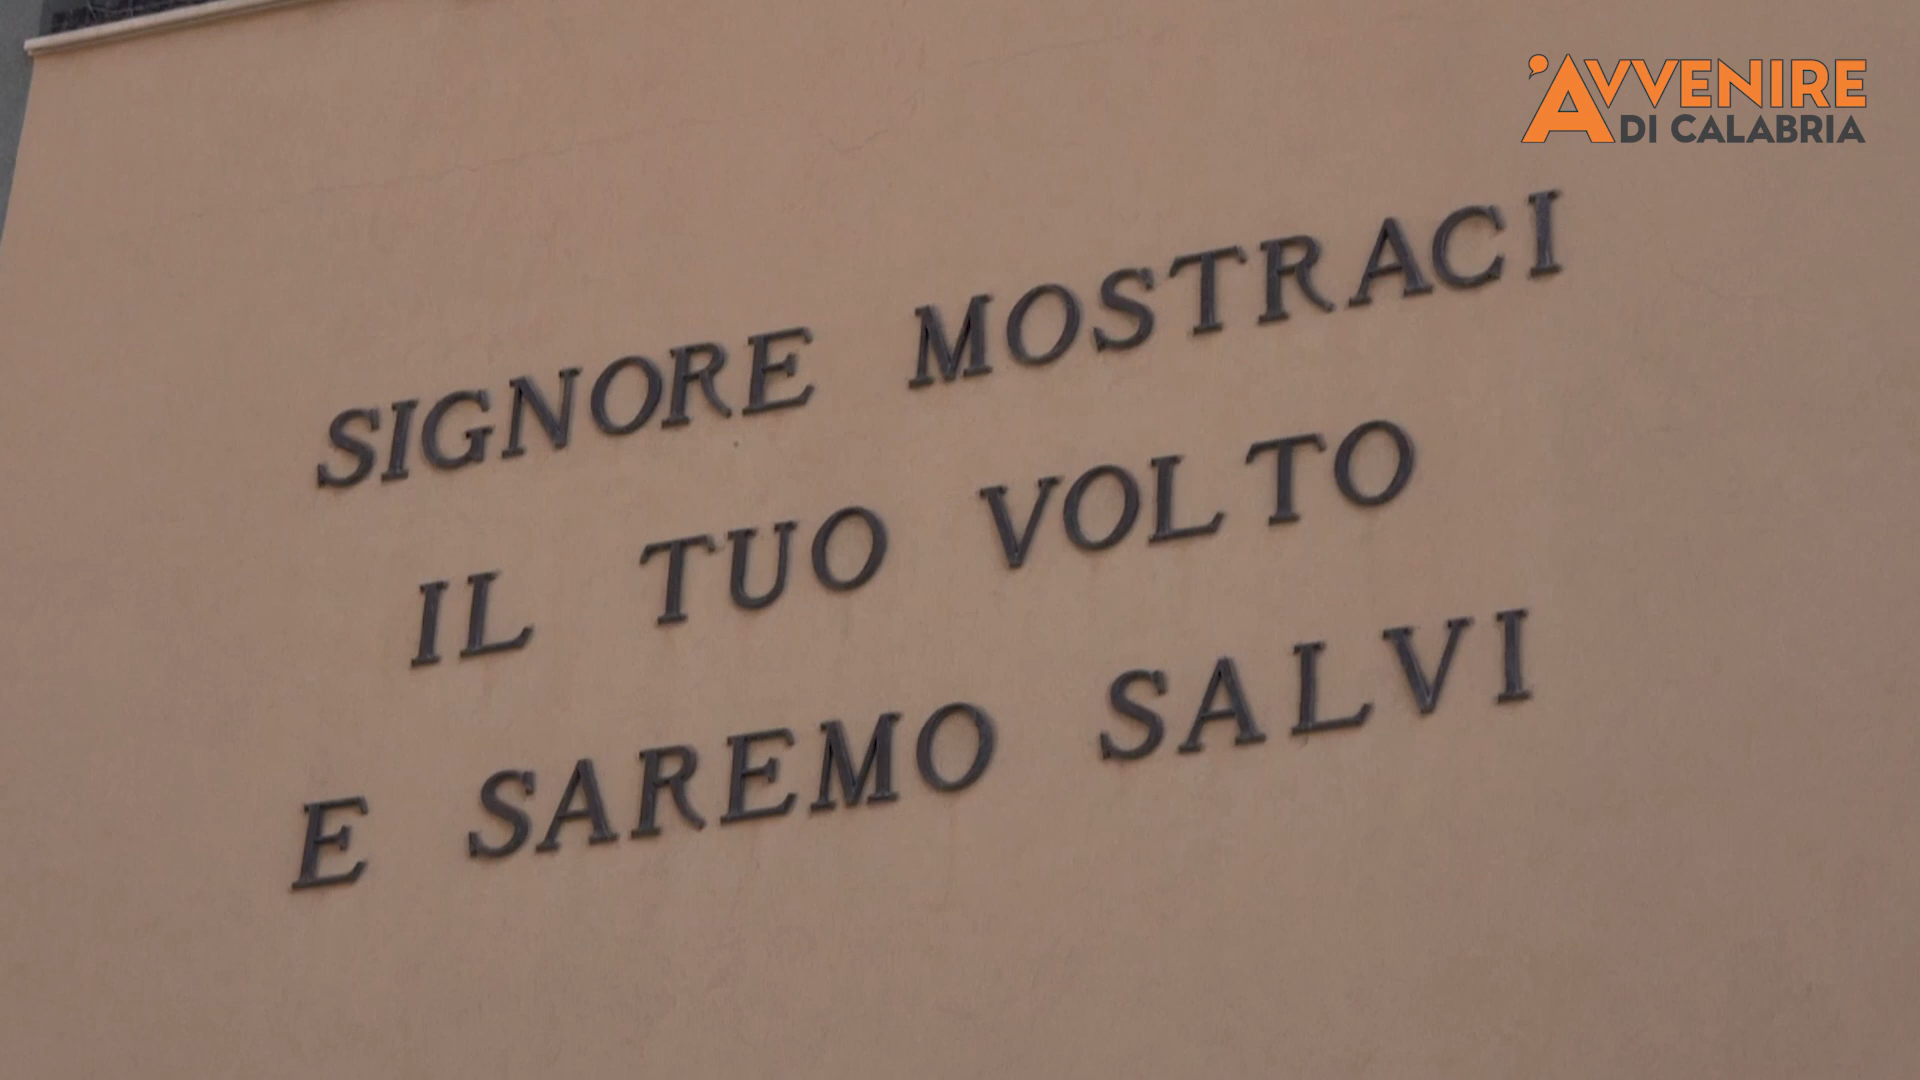 'AVVENIRE
DI CALABRIA
SIGNORE MOSTRACI
IL TUO VOLTO
E SAREMO SALVI